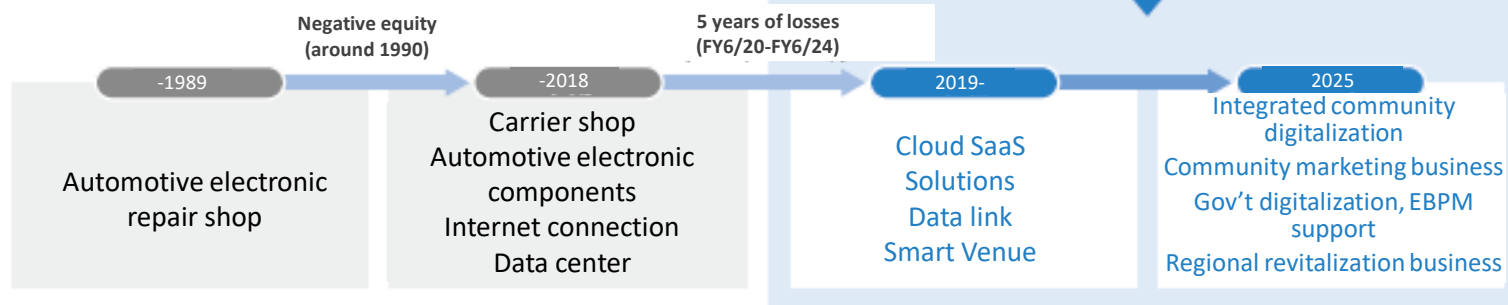 Negative equity
(around 1990)
5 years of losses
(FY6/20-FY6/24)
-1989
-2018
2019-
2025
Automotive electronic
repair shop
Carrier shop
Automotive electronic
components
Internet connection
Data center
Cloud SaaS
Solutions
Data link
Smart Venue
Integrated community
digitalization
Community marketing business
Gov't digitalization, EBPM
support
Regional revitalization business